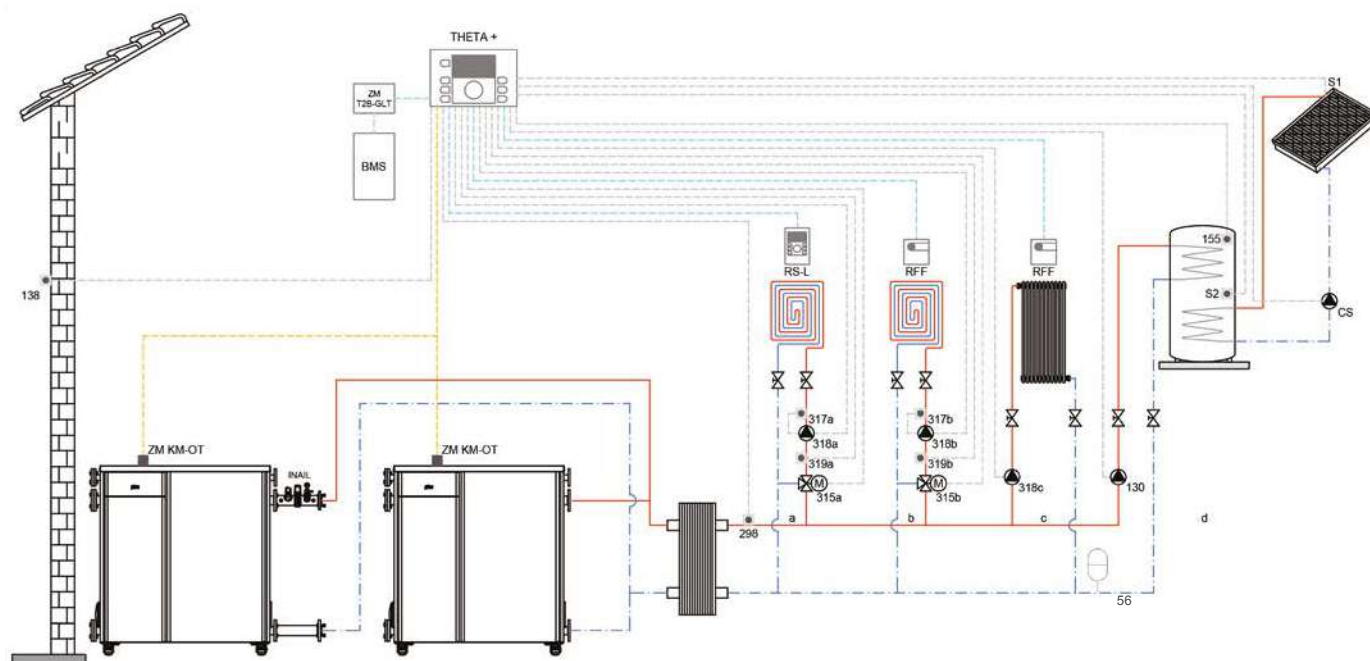 THETA +
ZM
T2B-GLT
BMS
S1
138
RS-L
RFF
RFF
155
S2
CS
317a
318a
319a
M
315a
317b
318b
319b
M
315b
318c
130
ZM KM-OT
INAIL
ZM KM-OT
298
a
b
c
d
56